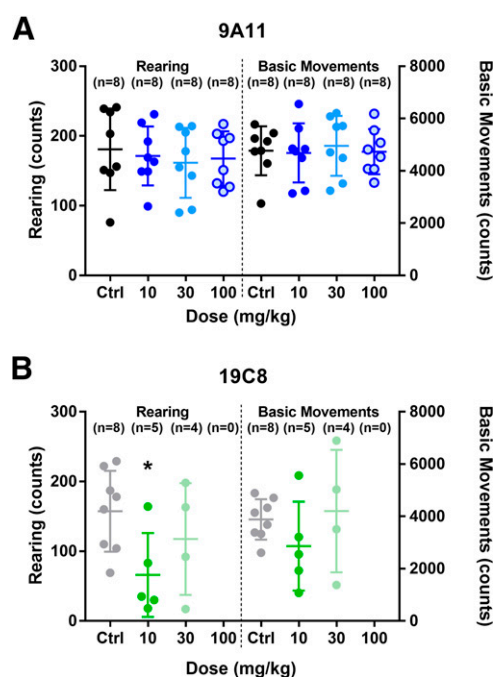 A
9A11
Rearing
Basic Movements
(n=8) (n=8) (n=8) (n=8) (n=8) (n=8) (n=8) (n=8)
300
200
100
0
Rearing (counts)
8000
6000
4000
2000
0
Basic Movements (counts)
Ctrl 10 30 100 Ctrl 10 30 100
Dose (mg/kg)
B
19C8
Rearing
Basic Movements
(n=8) (n=5) (n=4) (n=0) (n=8) (n=5) (n=4) (n=0)
*
300
200
100
0
Rearing (counts)
8000
6000
4000
2000
0
Basic Movements (counts)
Ctrl 10 30 100 Ctrl 10 30 100
Dose (mg/kg)